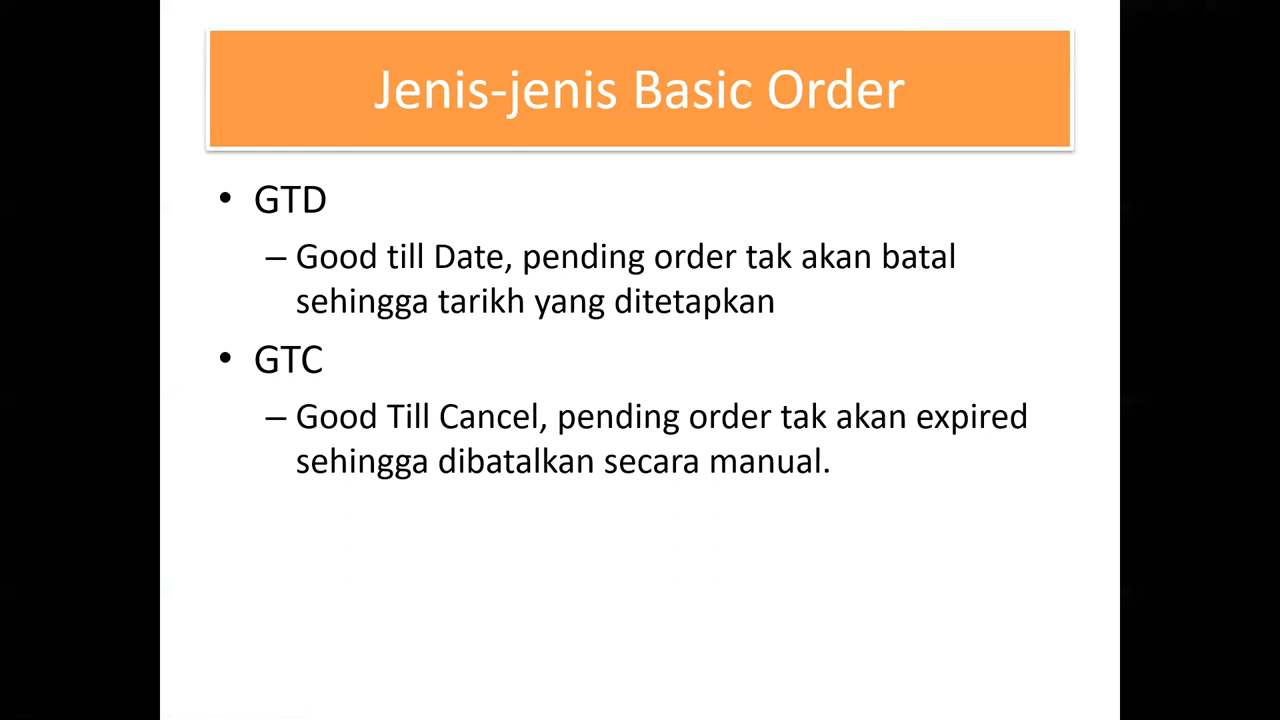 Jenis-jenis Basic Order
• GTD
– Good till Date, pending order tak akan batal
sehingga tarikh yang ditetapkan
• GTC
– Good Till Cancel, pending order tak akan expired
sehingga dibatalkan secara manual.